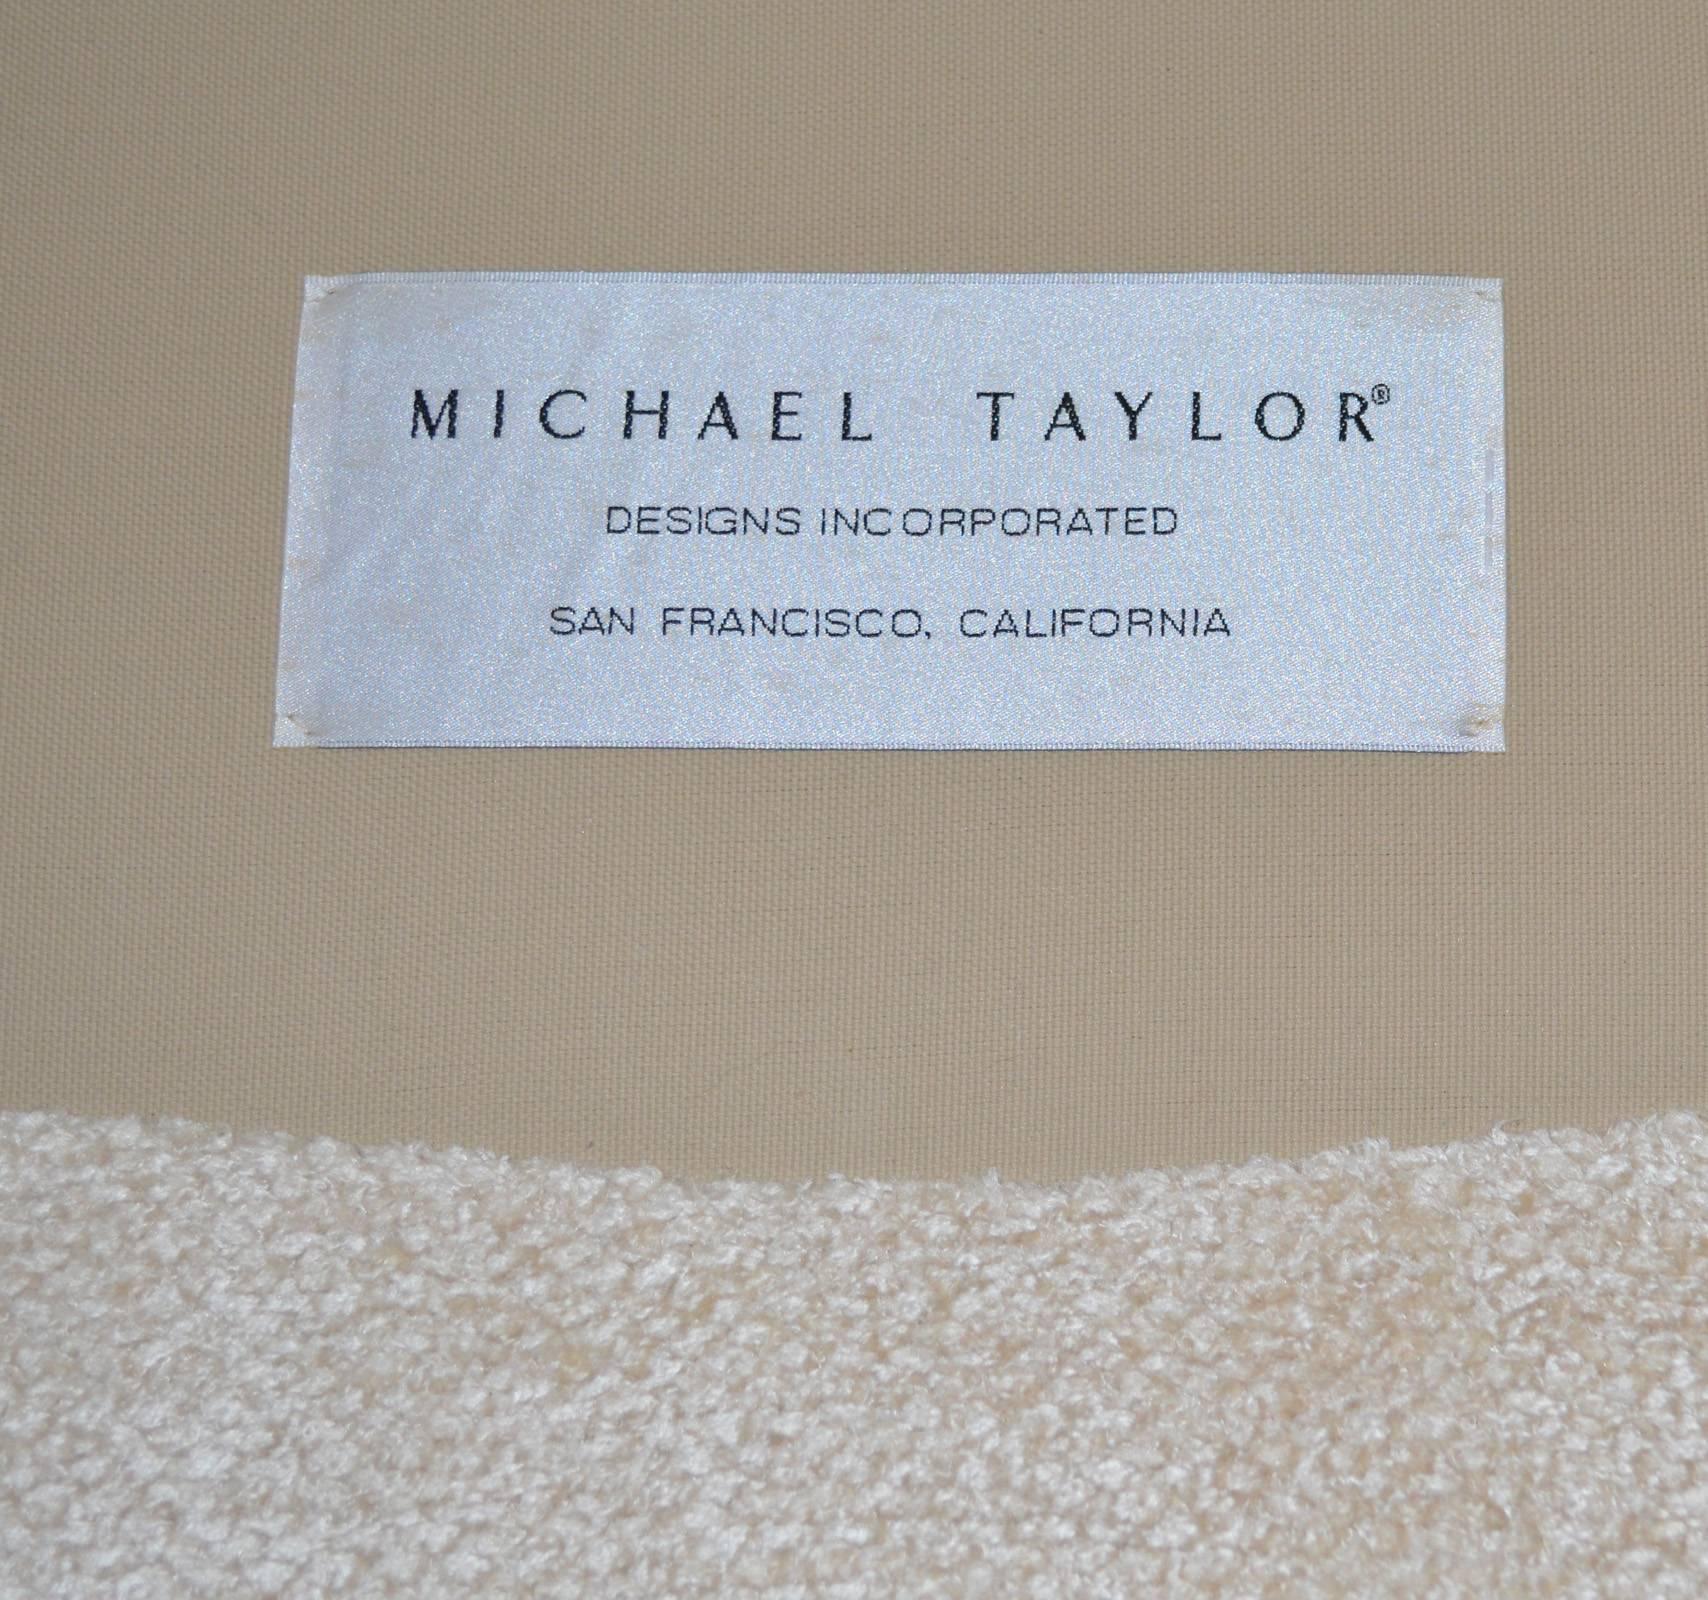 MICHAEL TAYLOR®
DESIGNS INCORPORATED
SAN FRANCISCO, CALIFORNIA